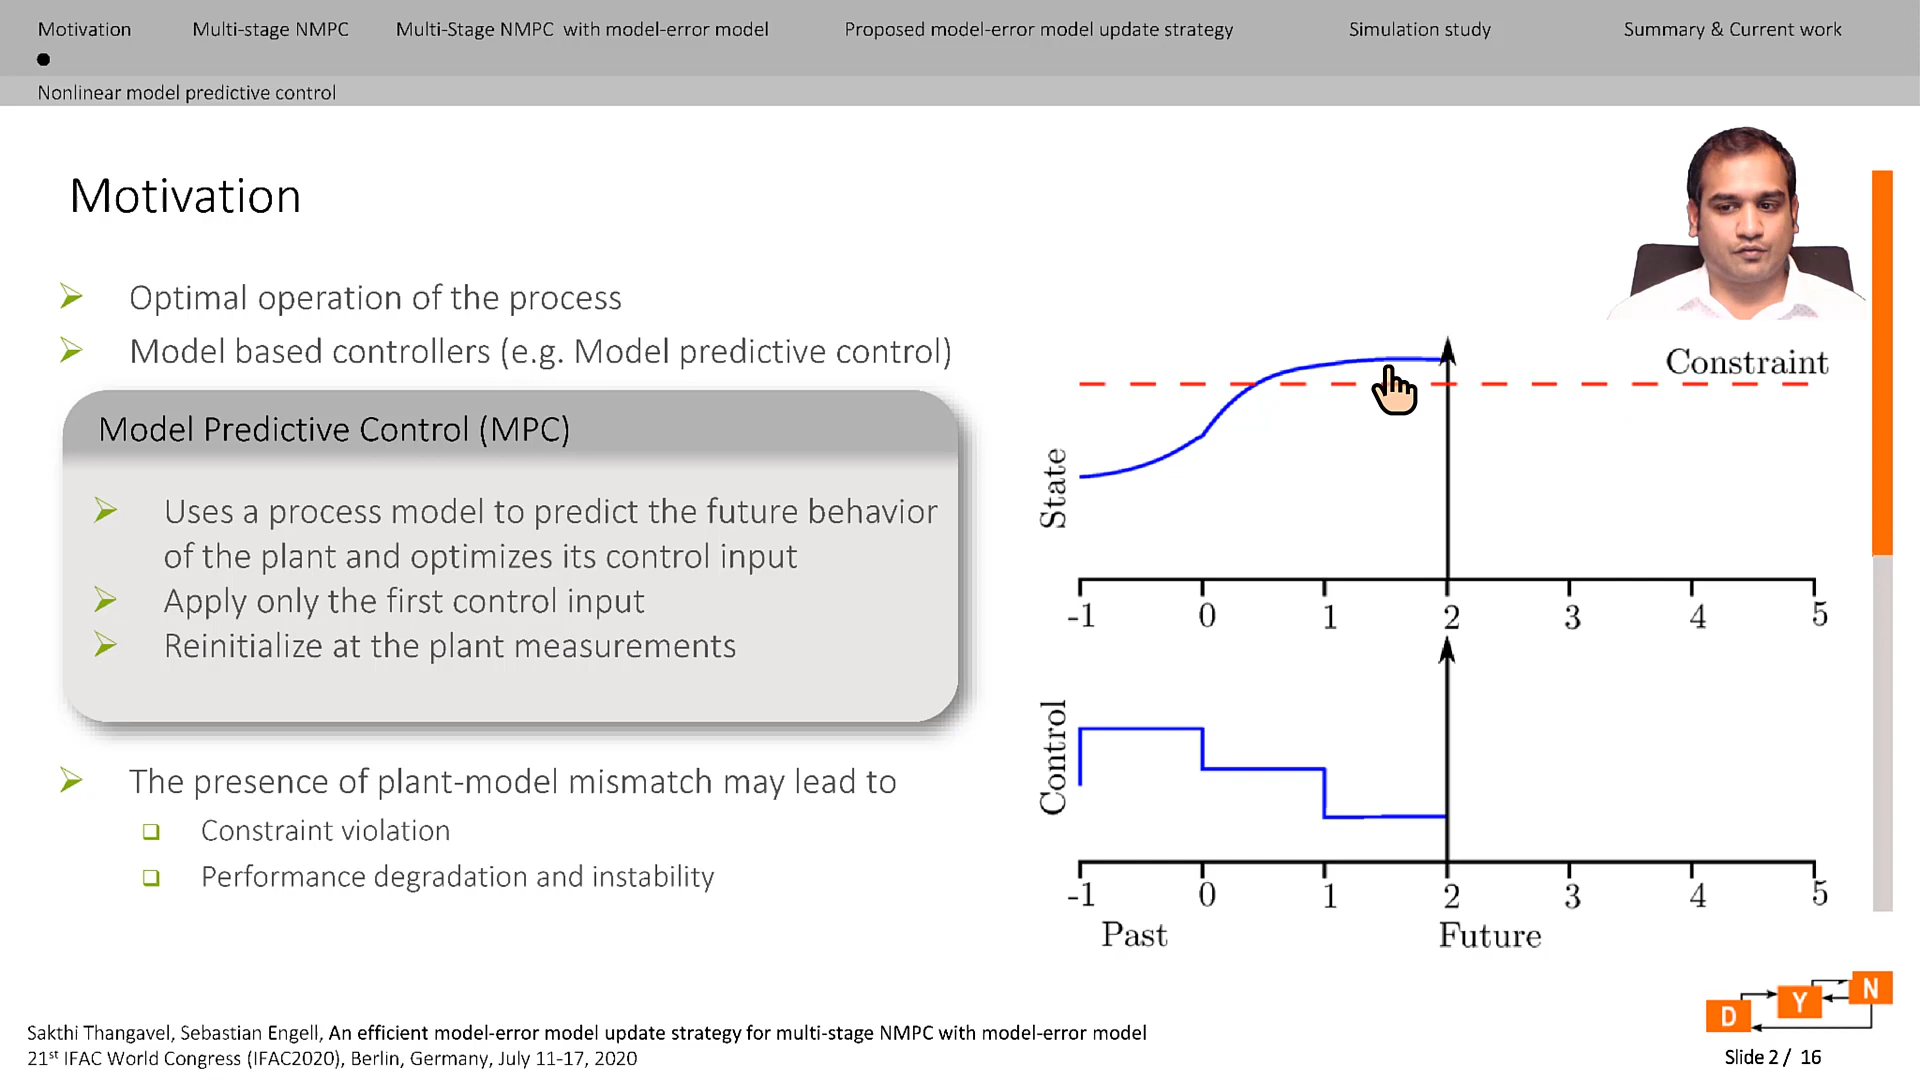 Motivation
Multi-stage NMPC
Multi-Stage NMPC with model-error model
Proposed model-error model update strategy
Simulation study
Summary & Current work
Nonlinear model predictive control
Motivation
Optimal operation of the process
Model based controllers (e.g. Model predictive control)
Model Predictive Control (MPC)
Uses a process model to predict the future behavior
of the plant and optimizes its control input
Apply only the first control input
Reinitialize at the plant measurements
The presence of plant-model mismatch may lead to
Constraint violation
Performance degradation and instability
Constraint
State
-1 0 1 2 3 4 5
Control
-1 0 1 2 3 4 5
Past Future
D Y N
Sakthi Thangavel, Sebastian Engell, An efficient model-error model update strategy for multi-stage NMPC with model-error model
21st IFAC World Congress (IFAC2020), Berlin, Germany, July 11-17, 2020
Slide 2 / 16